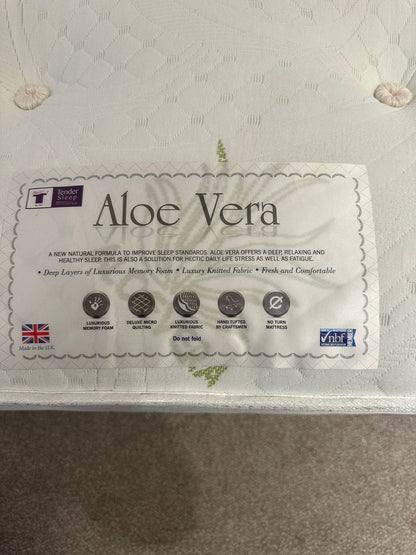 Tender
Sleep
Aloe Vera
A NEW NATURAL FORMULA TO IMPROVE SLEEP STANDARDS. ALOE VERA OFFERS A DEEP, RELAXING AND
HEALTHY SLEEP. THIS IS ALSO A SOLUTION FOR HECTIC DAILY LIFE STRESS AS WELL AS FATIGUE.
• Deep Layers of Luxurious Memory Foam • Luxury Knitted Fabric • Fresh and Comfortable
LUXURIOUS
MEMORY FOAM
DELUXE MICRO
QUILTING
LUXURIOUS
KNITTED FABRIC
HAND TUFTED
BY CRAFTSMEN
NO TURN
MATTRESS
Made in the U.K.
Do not fold
nbf